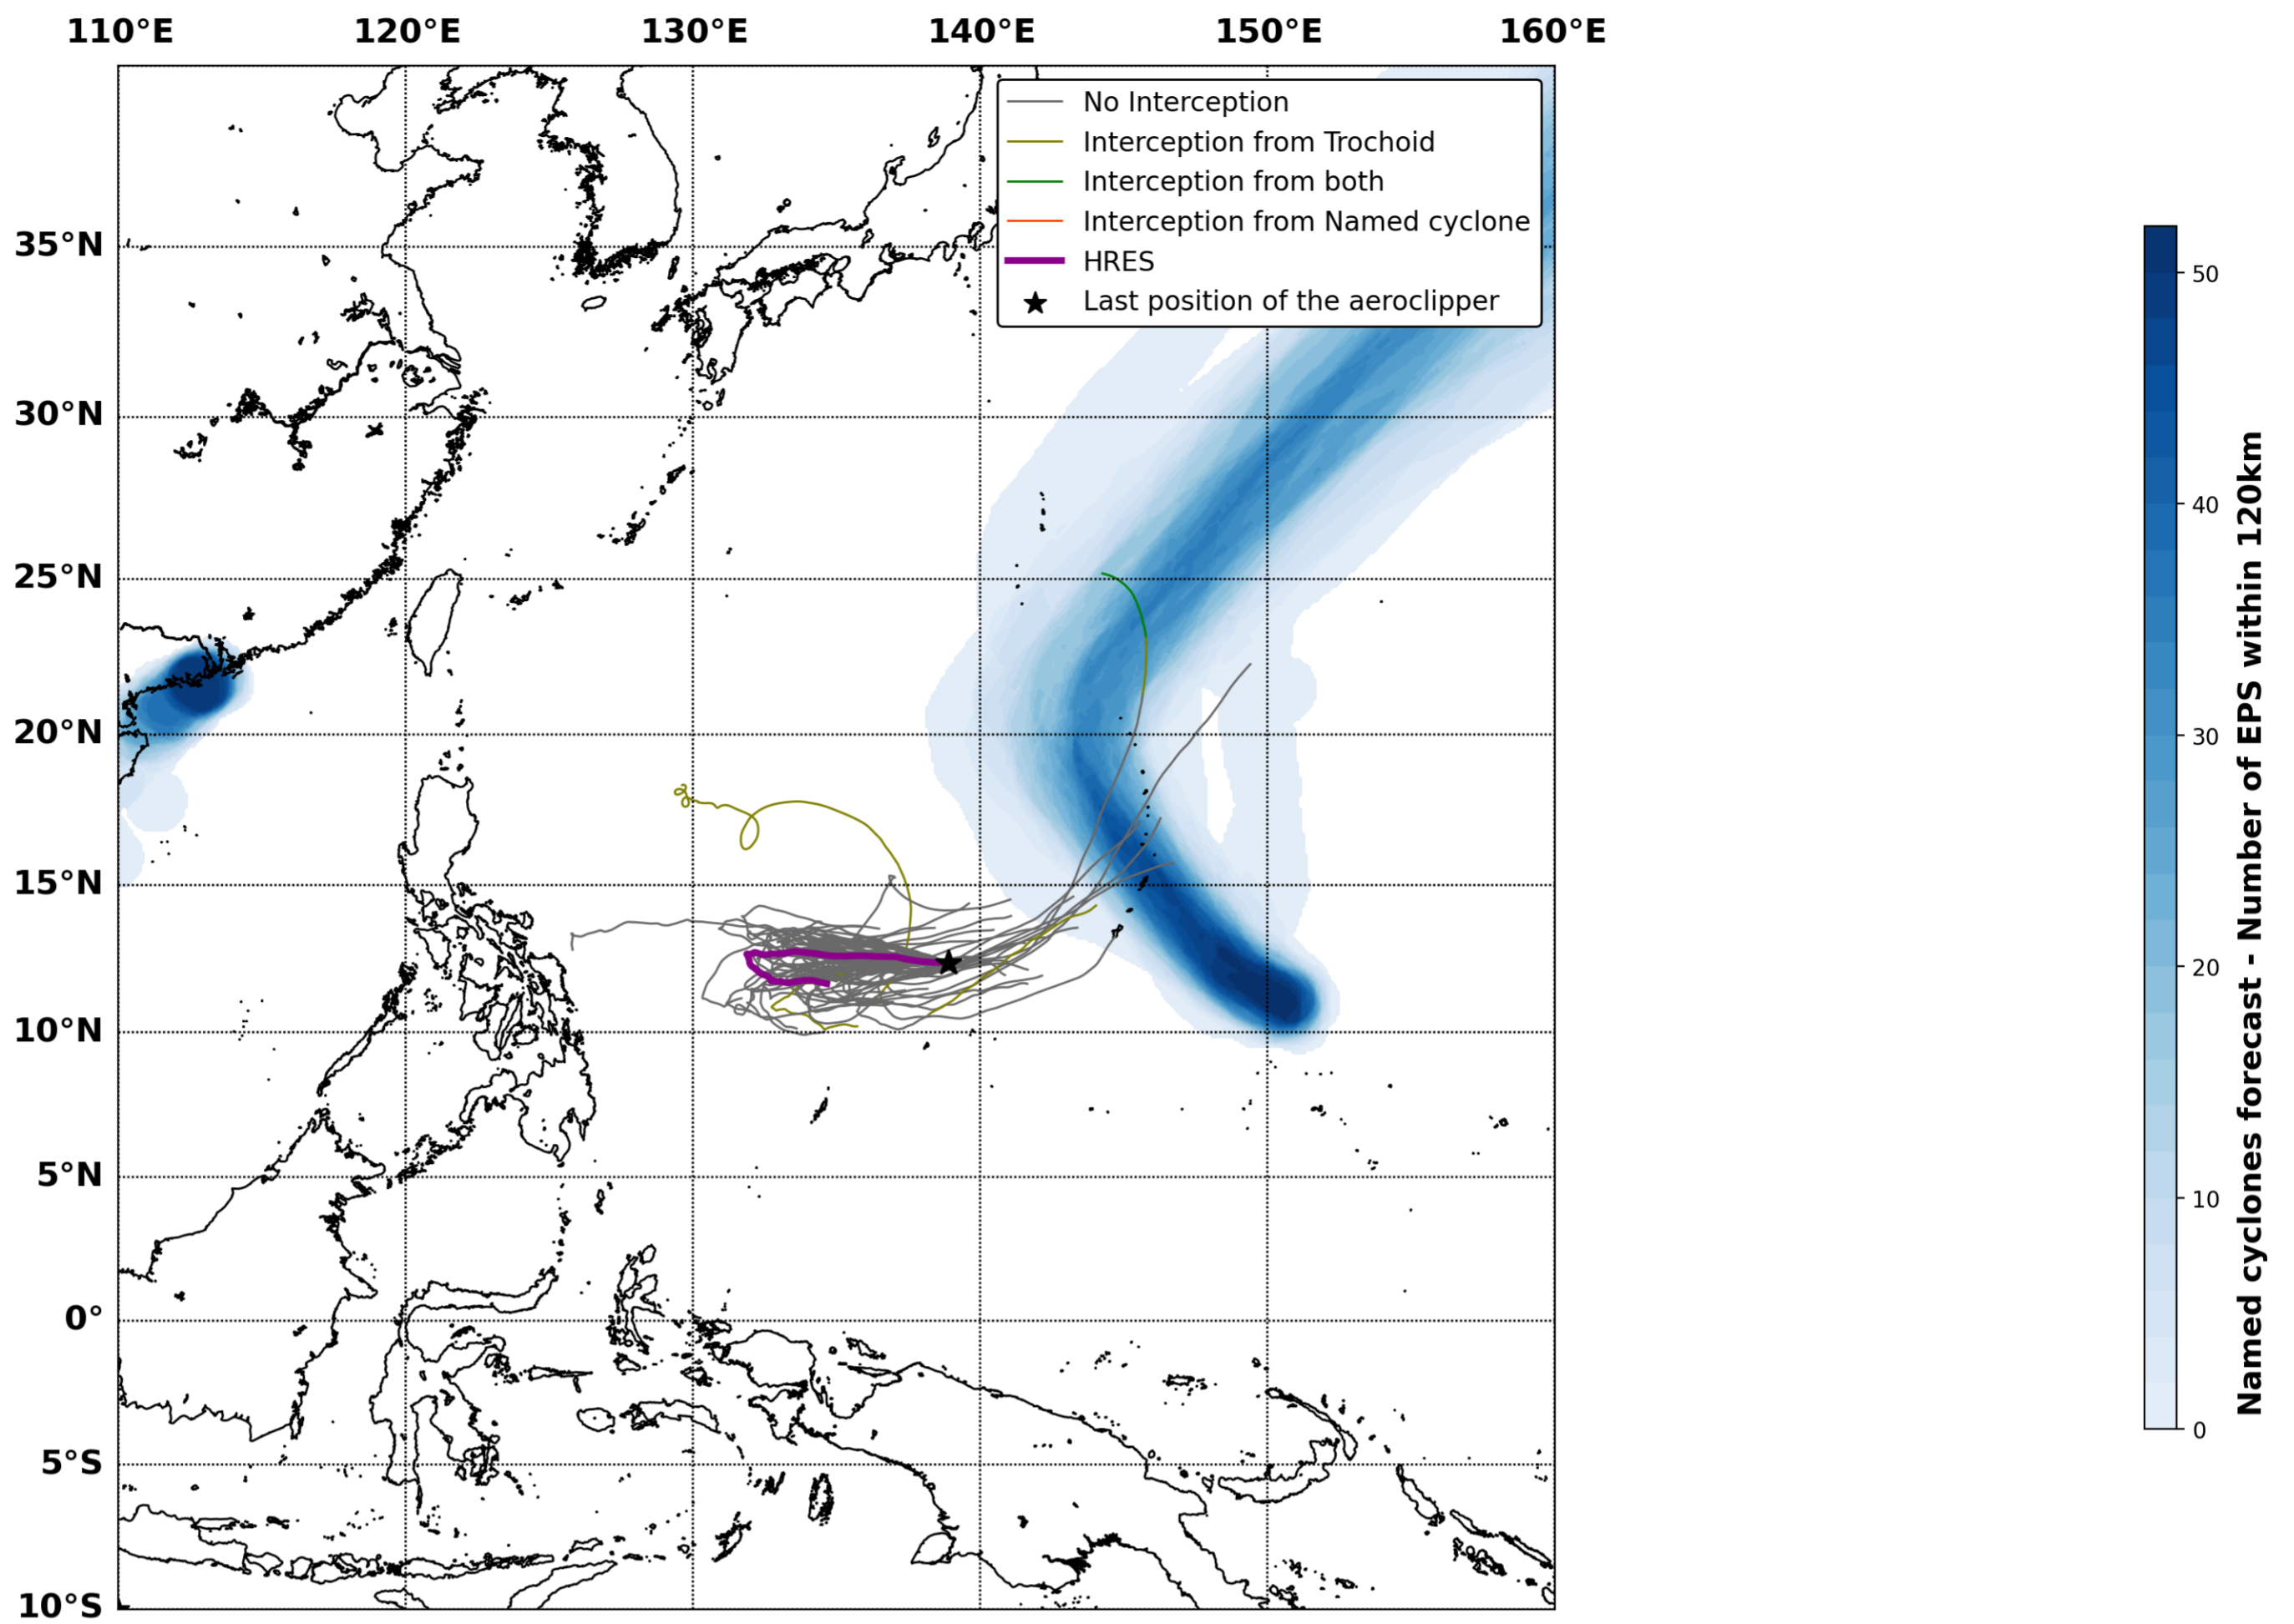 110°E 120°E 130°E 140°E 150°E 160°E
No Interception
Interception from Trochoid
Interception from both
Interception from Named cyclone
HRES
Last position of the aeroclipper
35°N
30°N
25°N
20°N
15°N
10°N
5°N
0°
5°S
10°S
50
40
30
20
10
0
Named cyclones forecast - Number of EPS within 120km